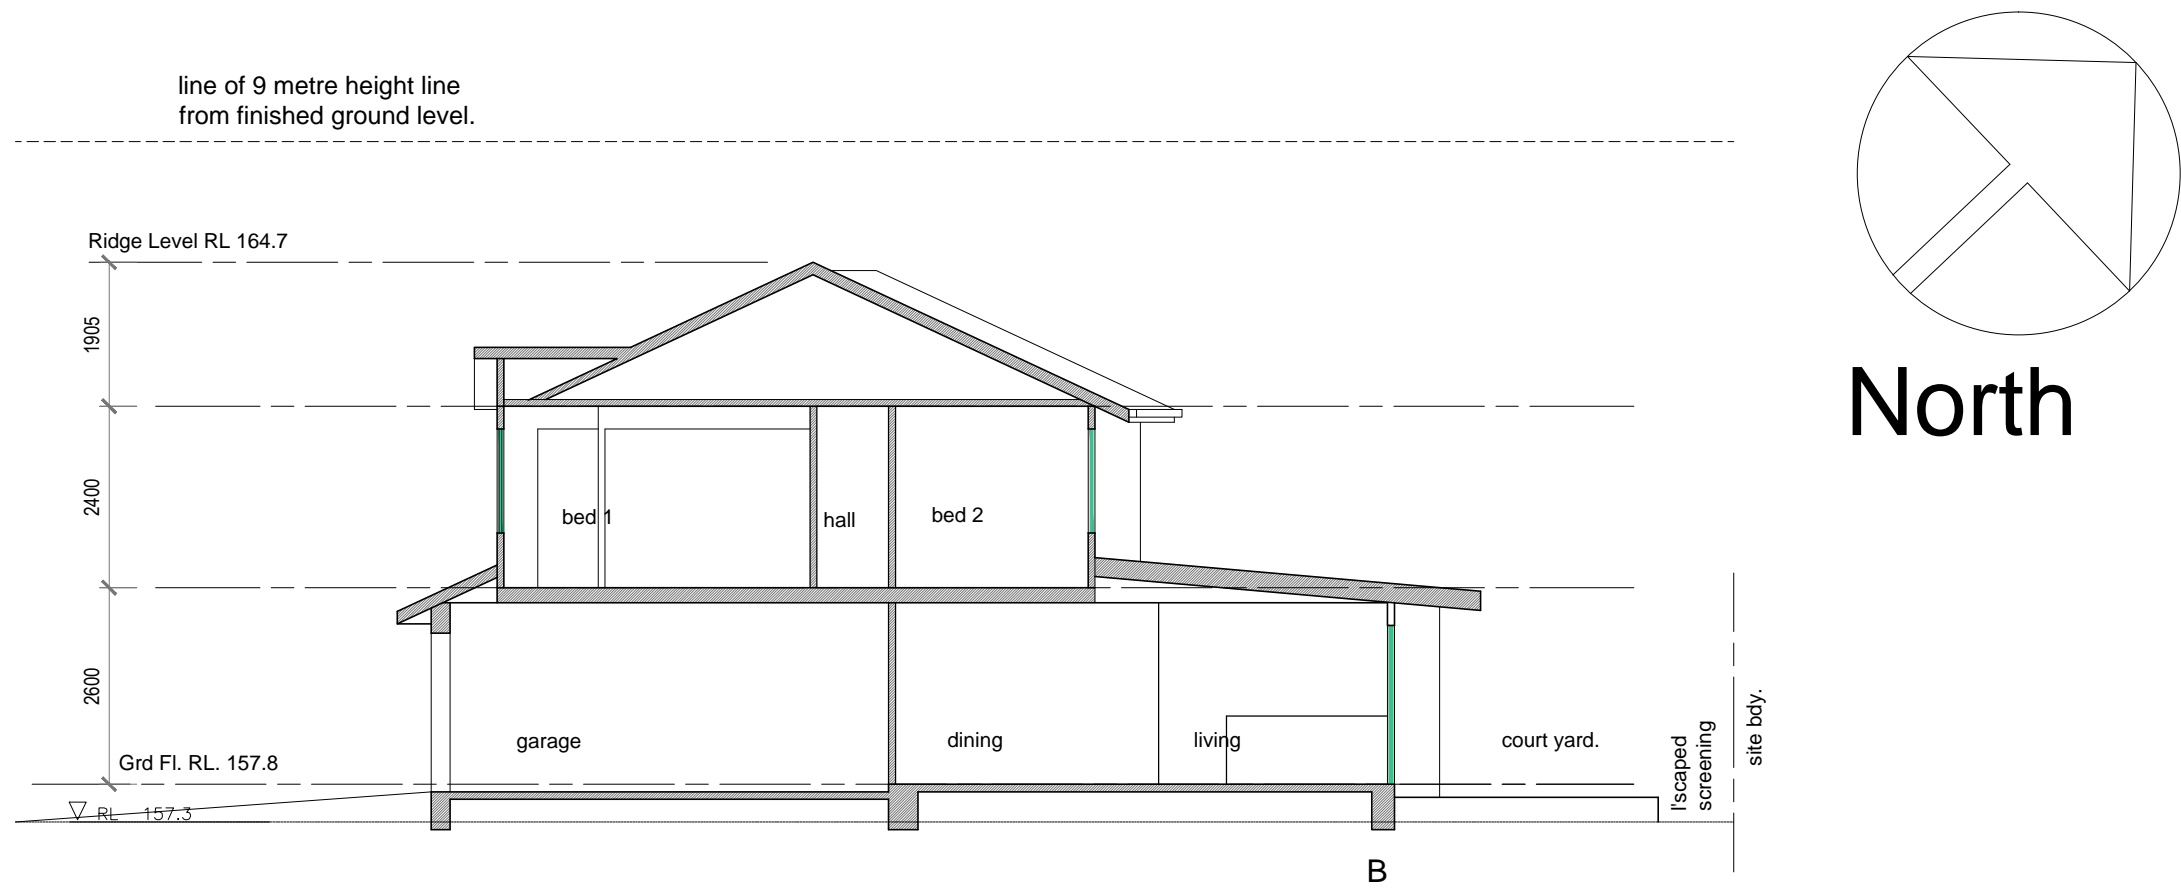 line of 9 metre height line
from finished ground level.
North
Ridge Level RL 164.7
1905
2400
bed 1
hall
bed 2
2600
garage
dining
living
court yard.
l'scaped
screening
site bdy.
Grd Fl. RL. 157.8
RL 157.3
B